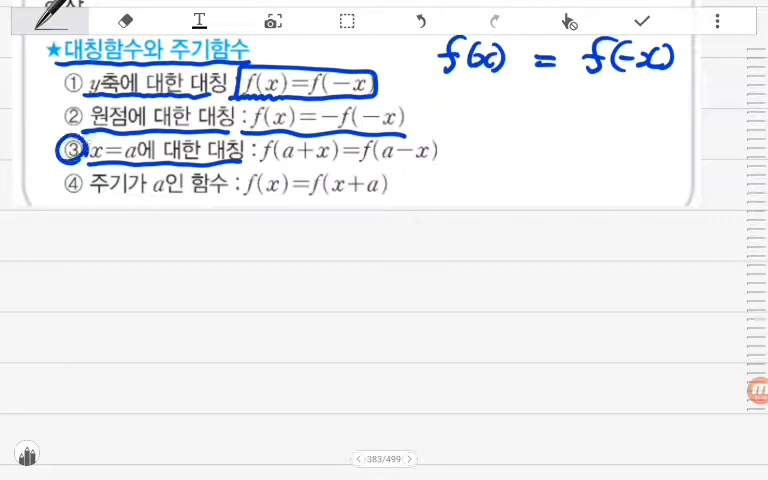 ★대칭함수와 주기함수
f(x) = f(-x)
① y축에 대한 대칭 f(x)=f(-x)
② 원점에 대한 대칭 : f(x)=-f(-x)
③ x=a에 대한 대칭 : f(a+x)=f(a-x)
④ 주기가 a인 함수 : f(x)=f(x+a)
383/499